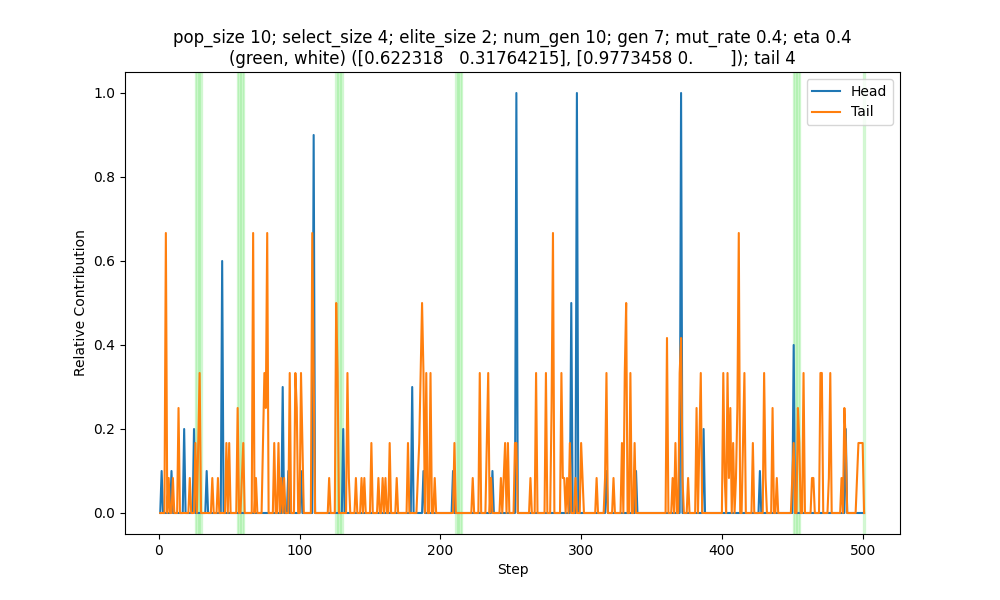 pop_size 10; select_size 4; elite_size 2; num_gen 10; gen 7; mut_rate 0.4; eta 0.4
(green, white) ([0.622318   0.31764215], [0.9773458 0.        ]); tail 4
Head
Tail
1.0
0.8
0.6
0.4
0.2
0.0
Relative Contribution
0
100
200
300
400
500
Step